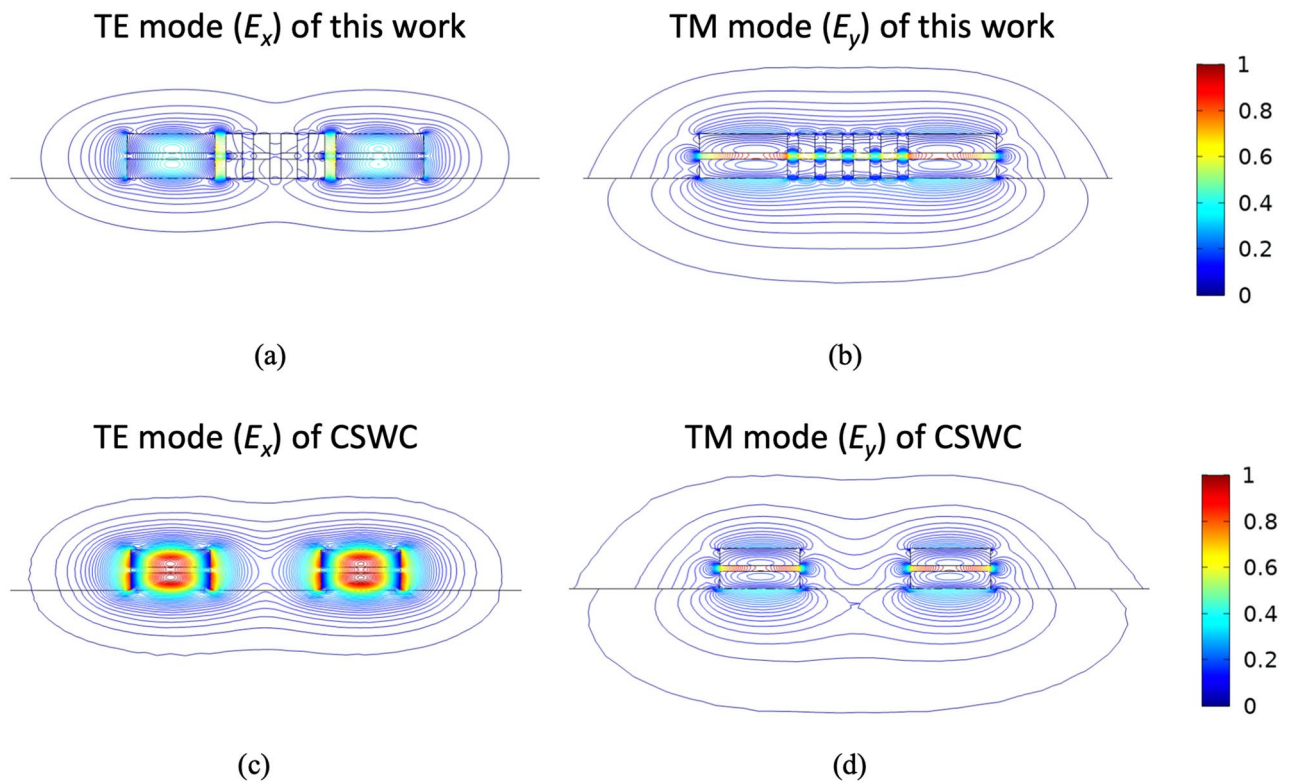 TE mode (Ex) of this work
TM mode (Ey) of this work
1
0.8
0.6
0.4
0.2
0
(a)
(b)
TE mode (Ex) of CSWC
TM mode (Ey) of CSWC
1
0.8
0.6
0.4
0.2
0
(c)
(d)